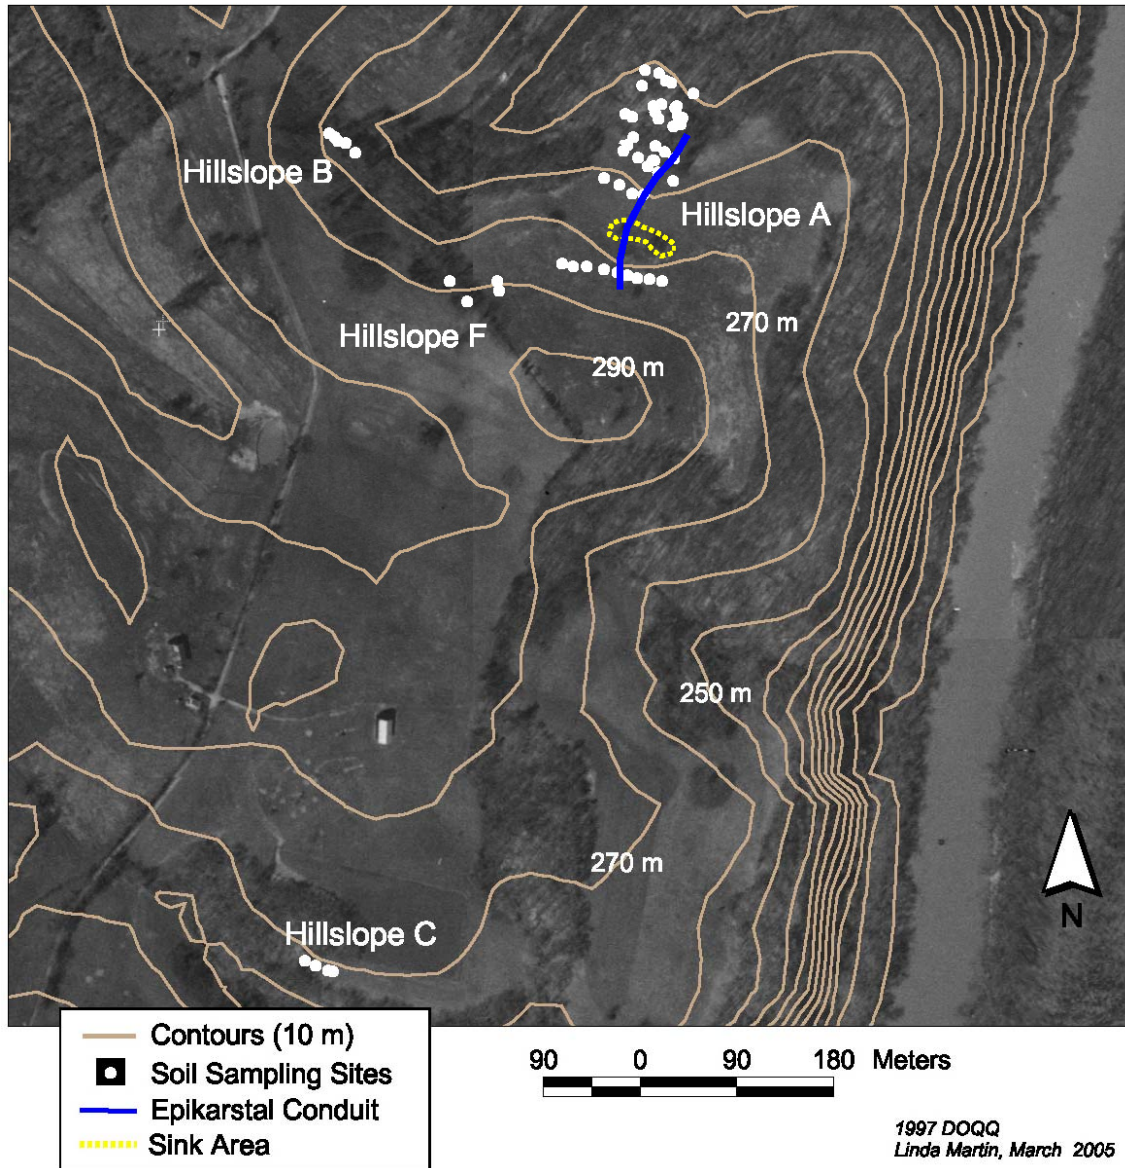 Hillslope B
Hillslope A
270 m
Hillslope F
290 m
250 m
270 m
N
Hillslope C
Contours (10 m)
Soil Sampling Sites
Epikarstal Conduit
Sink Area
90 0 90 180 Meters
1997 DOQQ
Linda Martin, March 2005